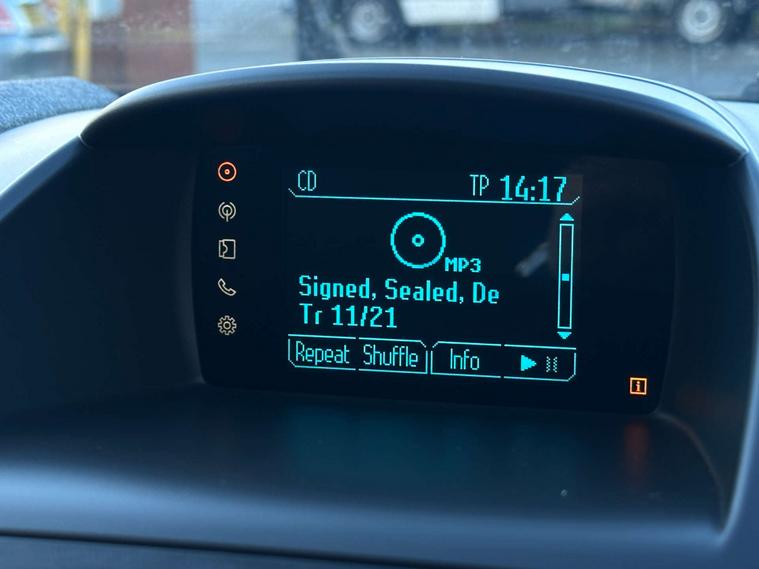 CD TP 14:17
MP3
Signed, Sealed, De
Tr 11/21
Repeat Shuffle Info
i